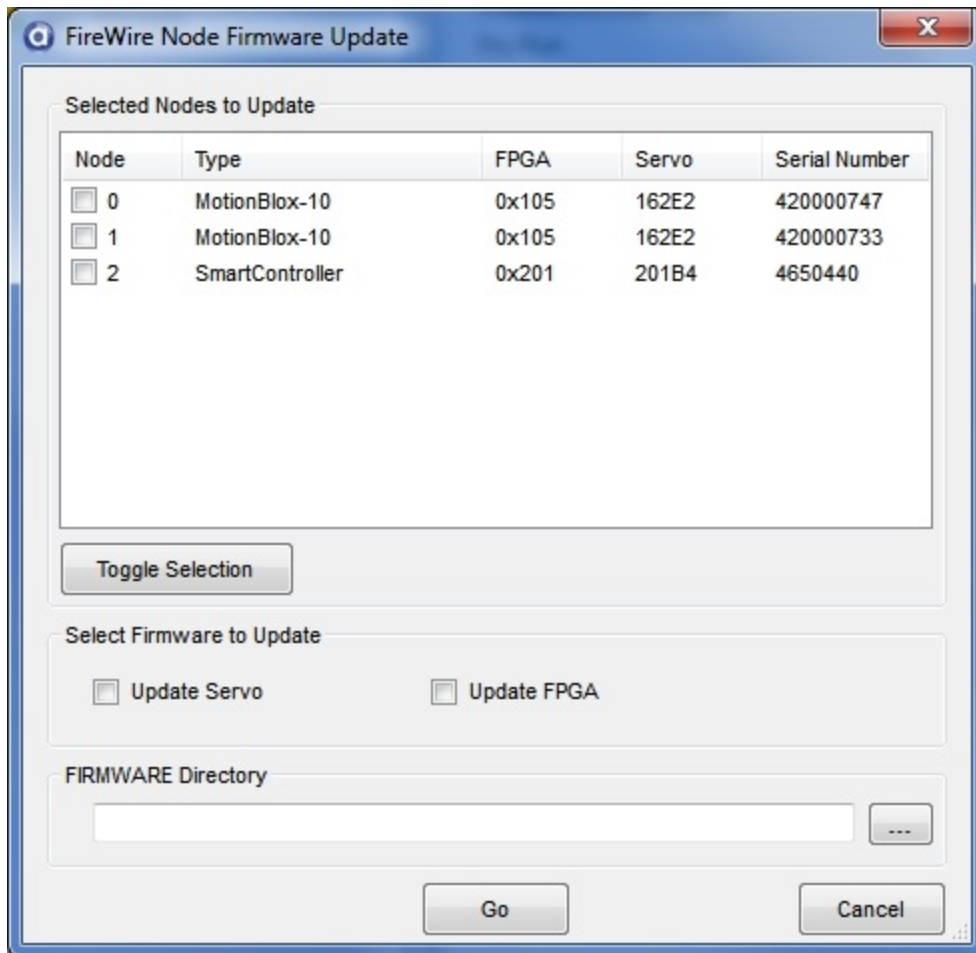 FireWire Node Firmware Update
Selected Nodes to Update
Node Type FPGA Servo Serial Number
0 MotionBlox-10 0x105 162E2 420000747
1 MotionBlox-10 0x105 162E2 420000733
2 SmartController 0x201 201B4 4650440
Toggle Selection
Select Firmware to Update
Update Servo Update FPGA
FIRMWARE Directory
...
Go Cancel